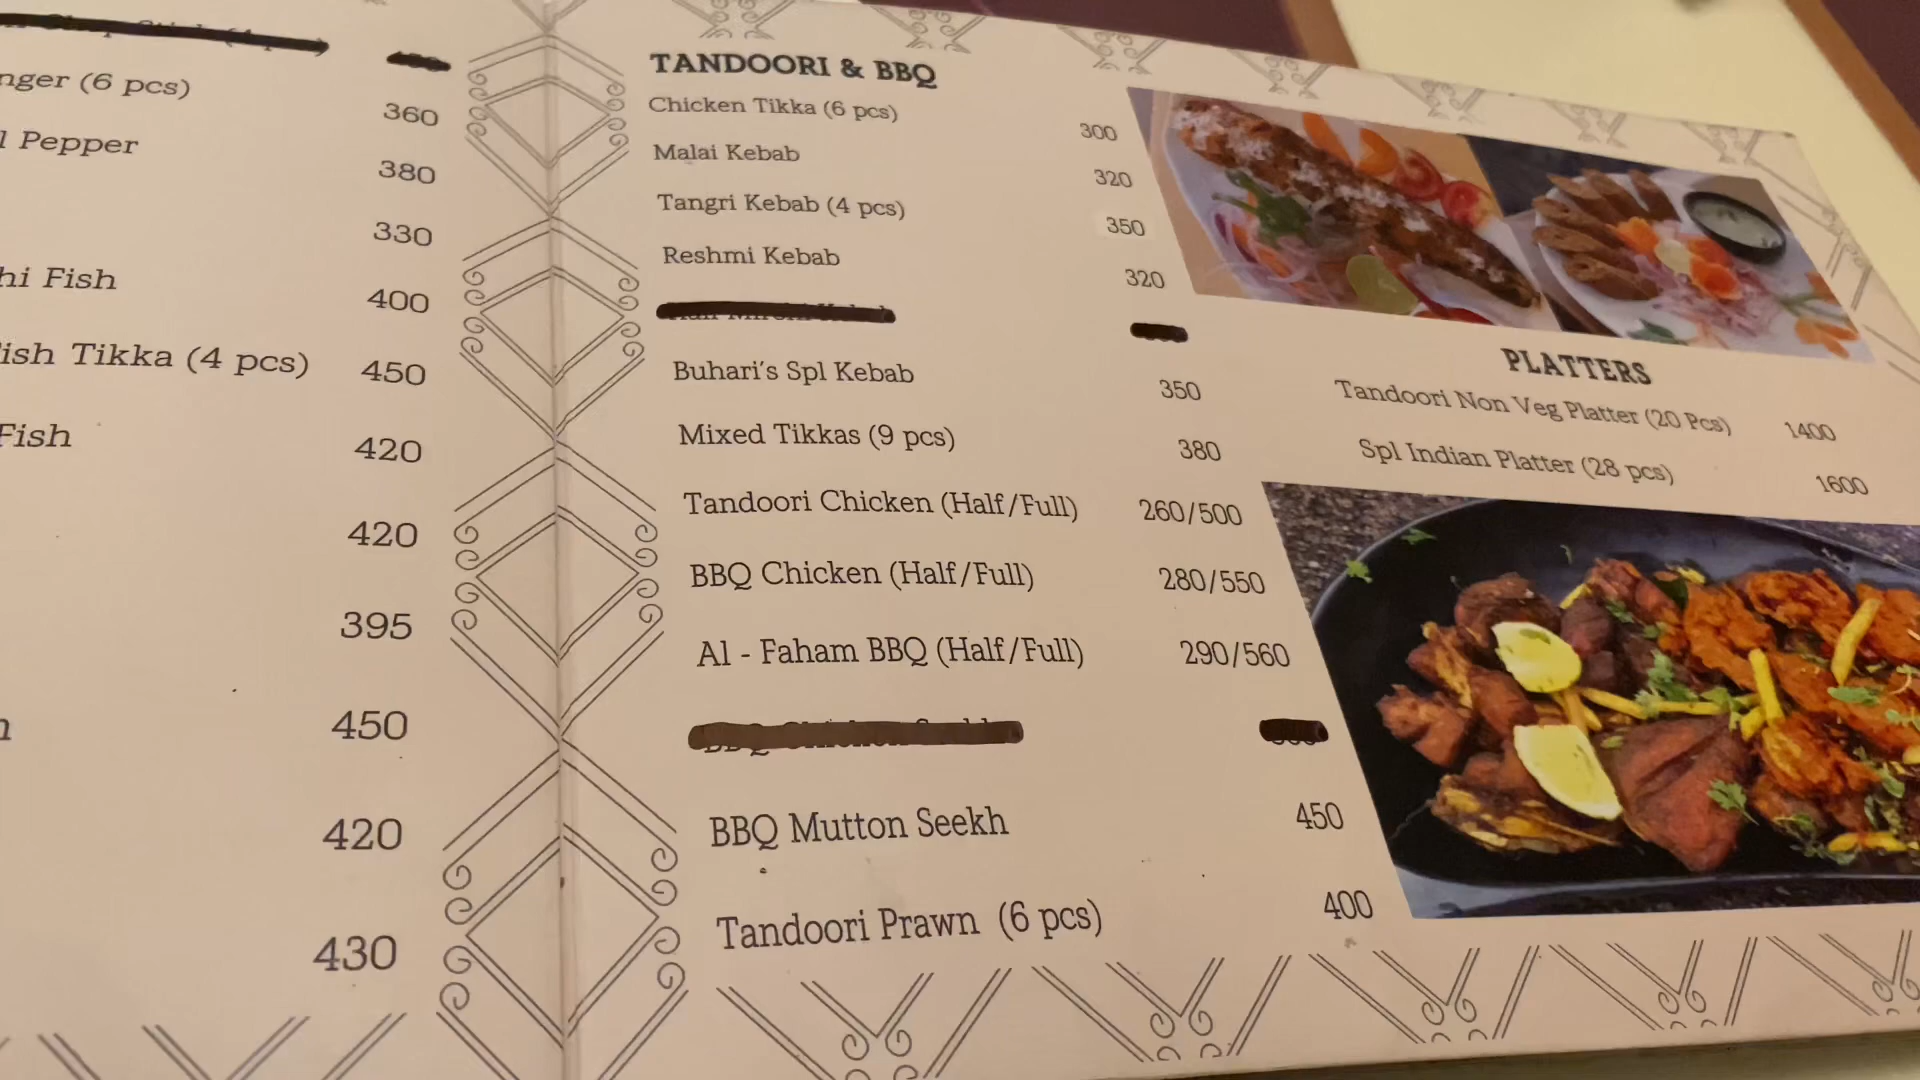 (6 pcs) 360
Pepper 380
330
Fish 400
Tikka (4 pcs) 450
Fish 420
420
395
450
420
430
TANDOORI & BBQ
Chicken Tikka (6 pcs) 300
Malai Kebab 320
Tangri Kebab (4 pcs) 350
Reshmi Kebab 320
Buhari's Spl Kebab 350
Mixed Tikkas (9 pcs) 380
Tandoori Chicken (Half/Full) 260/500
BBQ Chicken (Half/Full) 280/550
Al - Faham BBQ (Half/Full) 290/560
BBQ Mutton Seekh 450
Tandoori Prawn (6 pcs) 400
PLATTERS
Tandoori Non Veg Platter (20 Pcs) 1400
Spl Indian Platter (28 pcs) 1600